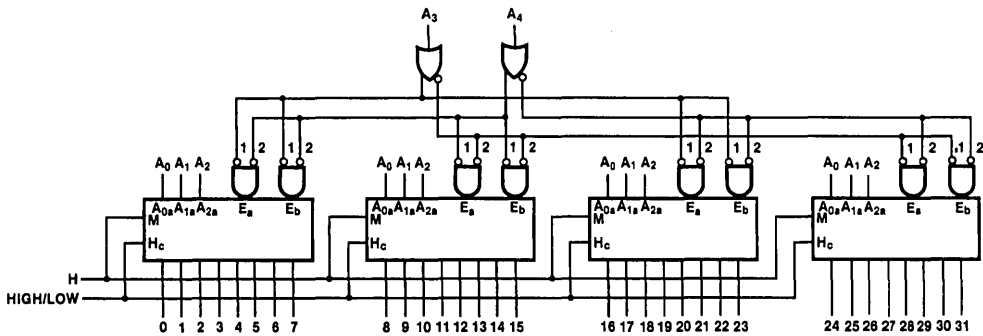 A3 A4
1 2 1 2 1 2 1 2 1 2 1 2 1 2 1 2
A0 A1 A2 A0 A1 A2 A0 A1 A2 A0 A1 A2
A0a A1a A2a Ea Eb A0a A1a A2a Ea Eb A0a A1a A2a Ea Eb A0a A1a A2a Ea Eb
M M M M
Hc Hc Hc Hc
H
HIGH/LOW
0 1 2 3 4 5 6 7 8 9 10 11 12 13 14 15 16 17 18 19 20 21 22 23 24 25 26 27 28 29 30 31